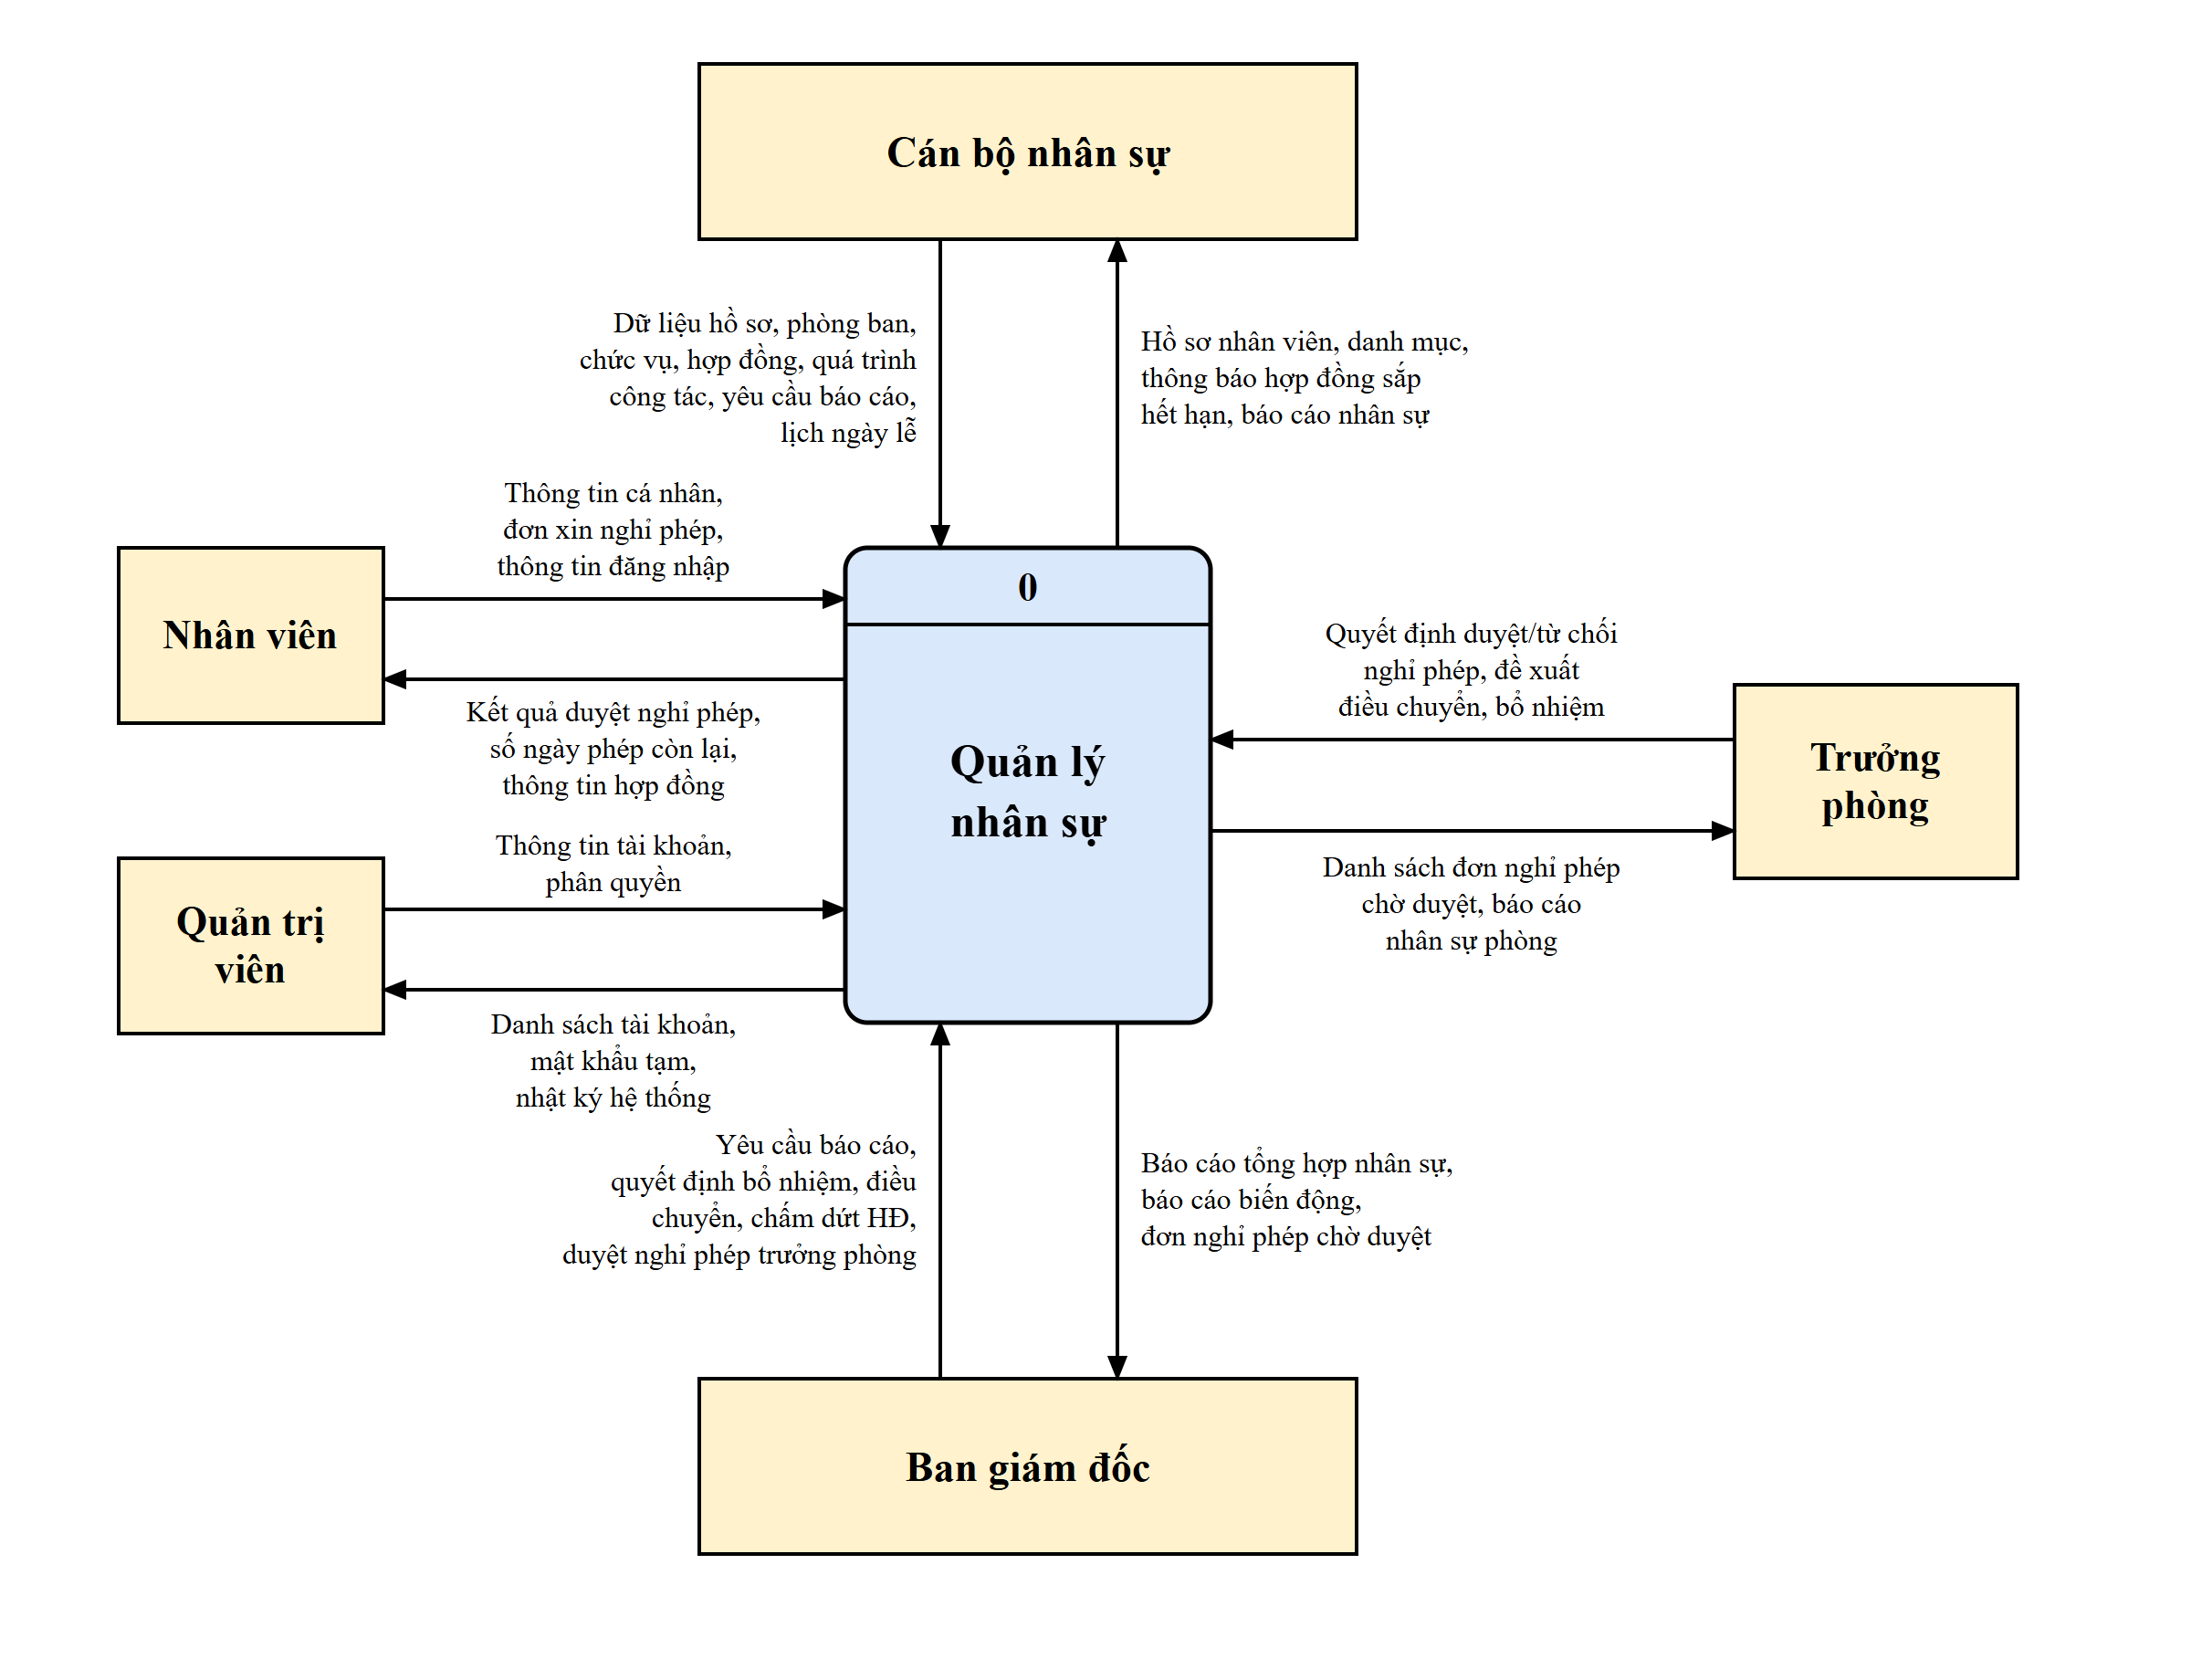 Cán bộ nhân sự
Dữ liệu hồ sơ, phòng ban,
chức vụ, hợp đồng, quá trình
công tác, yêu cầu báo cáo,
lịch ngày lễ
Hồ sơ nhân viên, danh mục,
thông báo hợp đồng sắp
hết hạn, báo cáo nhân sự
Thông tin cá nhân,
đơn xin nghỉ phép,
thông tin đăng nhập
Nhân viên
Kết quả duyệt nghỉ phép,
số ngày phép còn lại,
thông tin hợp đồng
0
Quản lý
nhân sự
Quyết định duyệt/từ chối
nghỉ phép, đề xuất
điều chuyển, bổ nhiệm
Trưởng
phòng
Danh sách đơn nghỉ phép
chờ duyệt, báo cáo
nhân sự phòng
Thông tin tài khoản,
phân quyền
Quản trị
viên
Danh sách tài khoản,
mật khẩu tạm,
nhật ký hệ thống
Yêu cầu báo cáo,
quyết định bổ nhiệm, điều
chuyển, chấm dứt HĐ,
duyệt nghỉ phép trưởng phòng
Báo cáo tổng hợp nhân sự,
báo cáo biến động,
đơn nghỉ phép chờ duyệt
Ban giám đốc